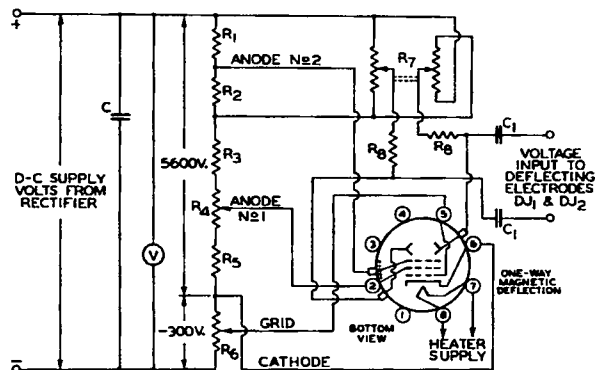 +
R1
ANODE No2
R2
R7
C
5600V.
R3
R8
R8
C1
D-C SUPPLY
VOLTS FROM
RECTIFIER
VOLTAGE
INPUT TO
DEFLECTING
ELECTRODES
DJ1 & DJ2
R4
ANODE
No1
C1
4
5
3
6
V
R5
2
7
ONE-WAY
MAGNETIC
DEFLECTION
1
8
-300V.
GRID
BOTTOM
VIEW
HEATER
SUPPLY
R6
CATHODE
–